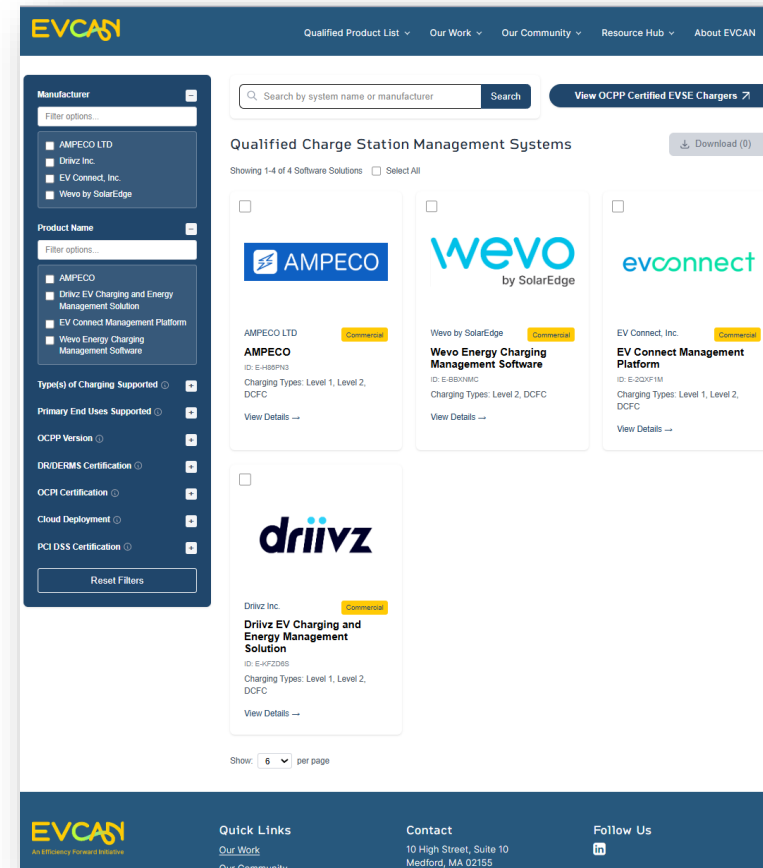 EVCAN
Qualified Product List
Our Work
Our Community
Resource Hub
About EVCAN
Manufacturer
Filter options...
AMPECO LTD
Driivz Inc.
EV Connect, Inc.
Wevo by SolarEdge
Product Name
Filter options...
AMPECO
Driivz EV Charging and Energy
Management Solution
EV Connect Management Platform
Wevo Energy Charging
Management Software
Type(s) of Charging Supported
Primary End Uses Supported
OCPP Version
DR/DERMS Certification
OCPI Certification
Cloud Deployment
PCI DSS Certification
Reset Filters
Search by system name or manufacturer
Search
View OCPP Certified EVSE Chargers
Qualified Charge Station Management Systems
Download (0)
Showing 1-4 of 4 Software Solutions
Select All
AMPECO
AMPECO LTD
Commercial
AMPECO
ID: E-H86PN3
Charging Types: Level 1, Level 2,
DCFC
View Details →
wevo
by SolarEdge
Wevo by SolarEdge
Commercial
Wevo Energy Charging
Management Software
ID: E-BBXNMC
Charging Types: Level 2, DCFC
View Details →
evconnect
EV Connect, Inc.
Commercial
EV Connect Management
Platform
ID: E-2QXF1M
Charging Types: Level 1, Level 2,
DCFC
View Details →
driivz
Driivz Inc.
Commercial
Driivz EV Charging and
Energy Management
Solution
ID: E-KFZD8S
Charging Types: Level 1, Level 2,
DCFC
View Details →
Show: 6 per page
EVCAN
An Efficiency Forward Initiative
Quick Links
Our Work
Our Community
Contact
10 High Street, Suite 10
Medford, MA 02155
Follow Us
in